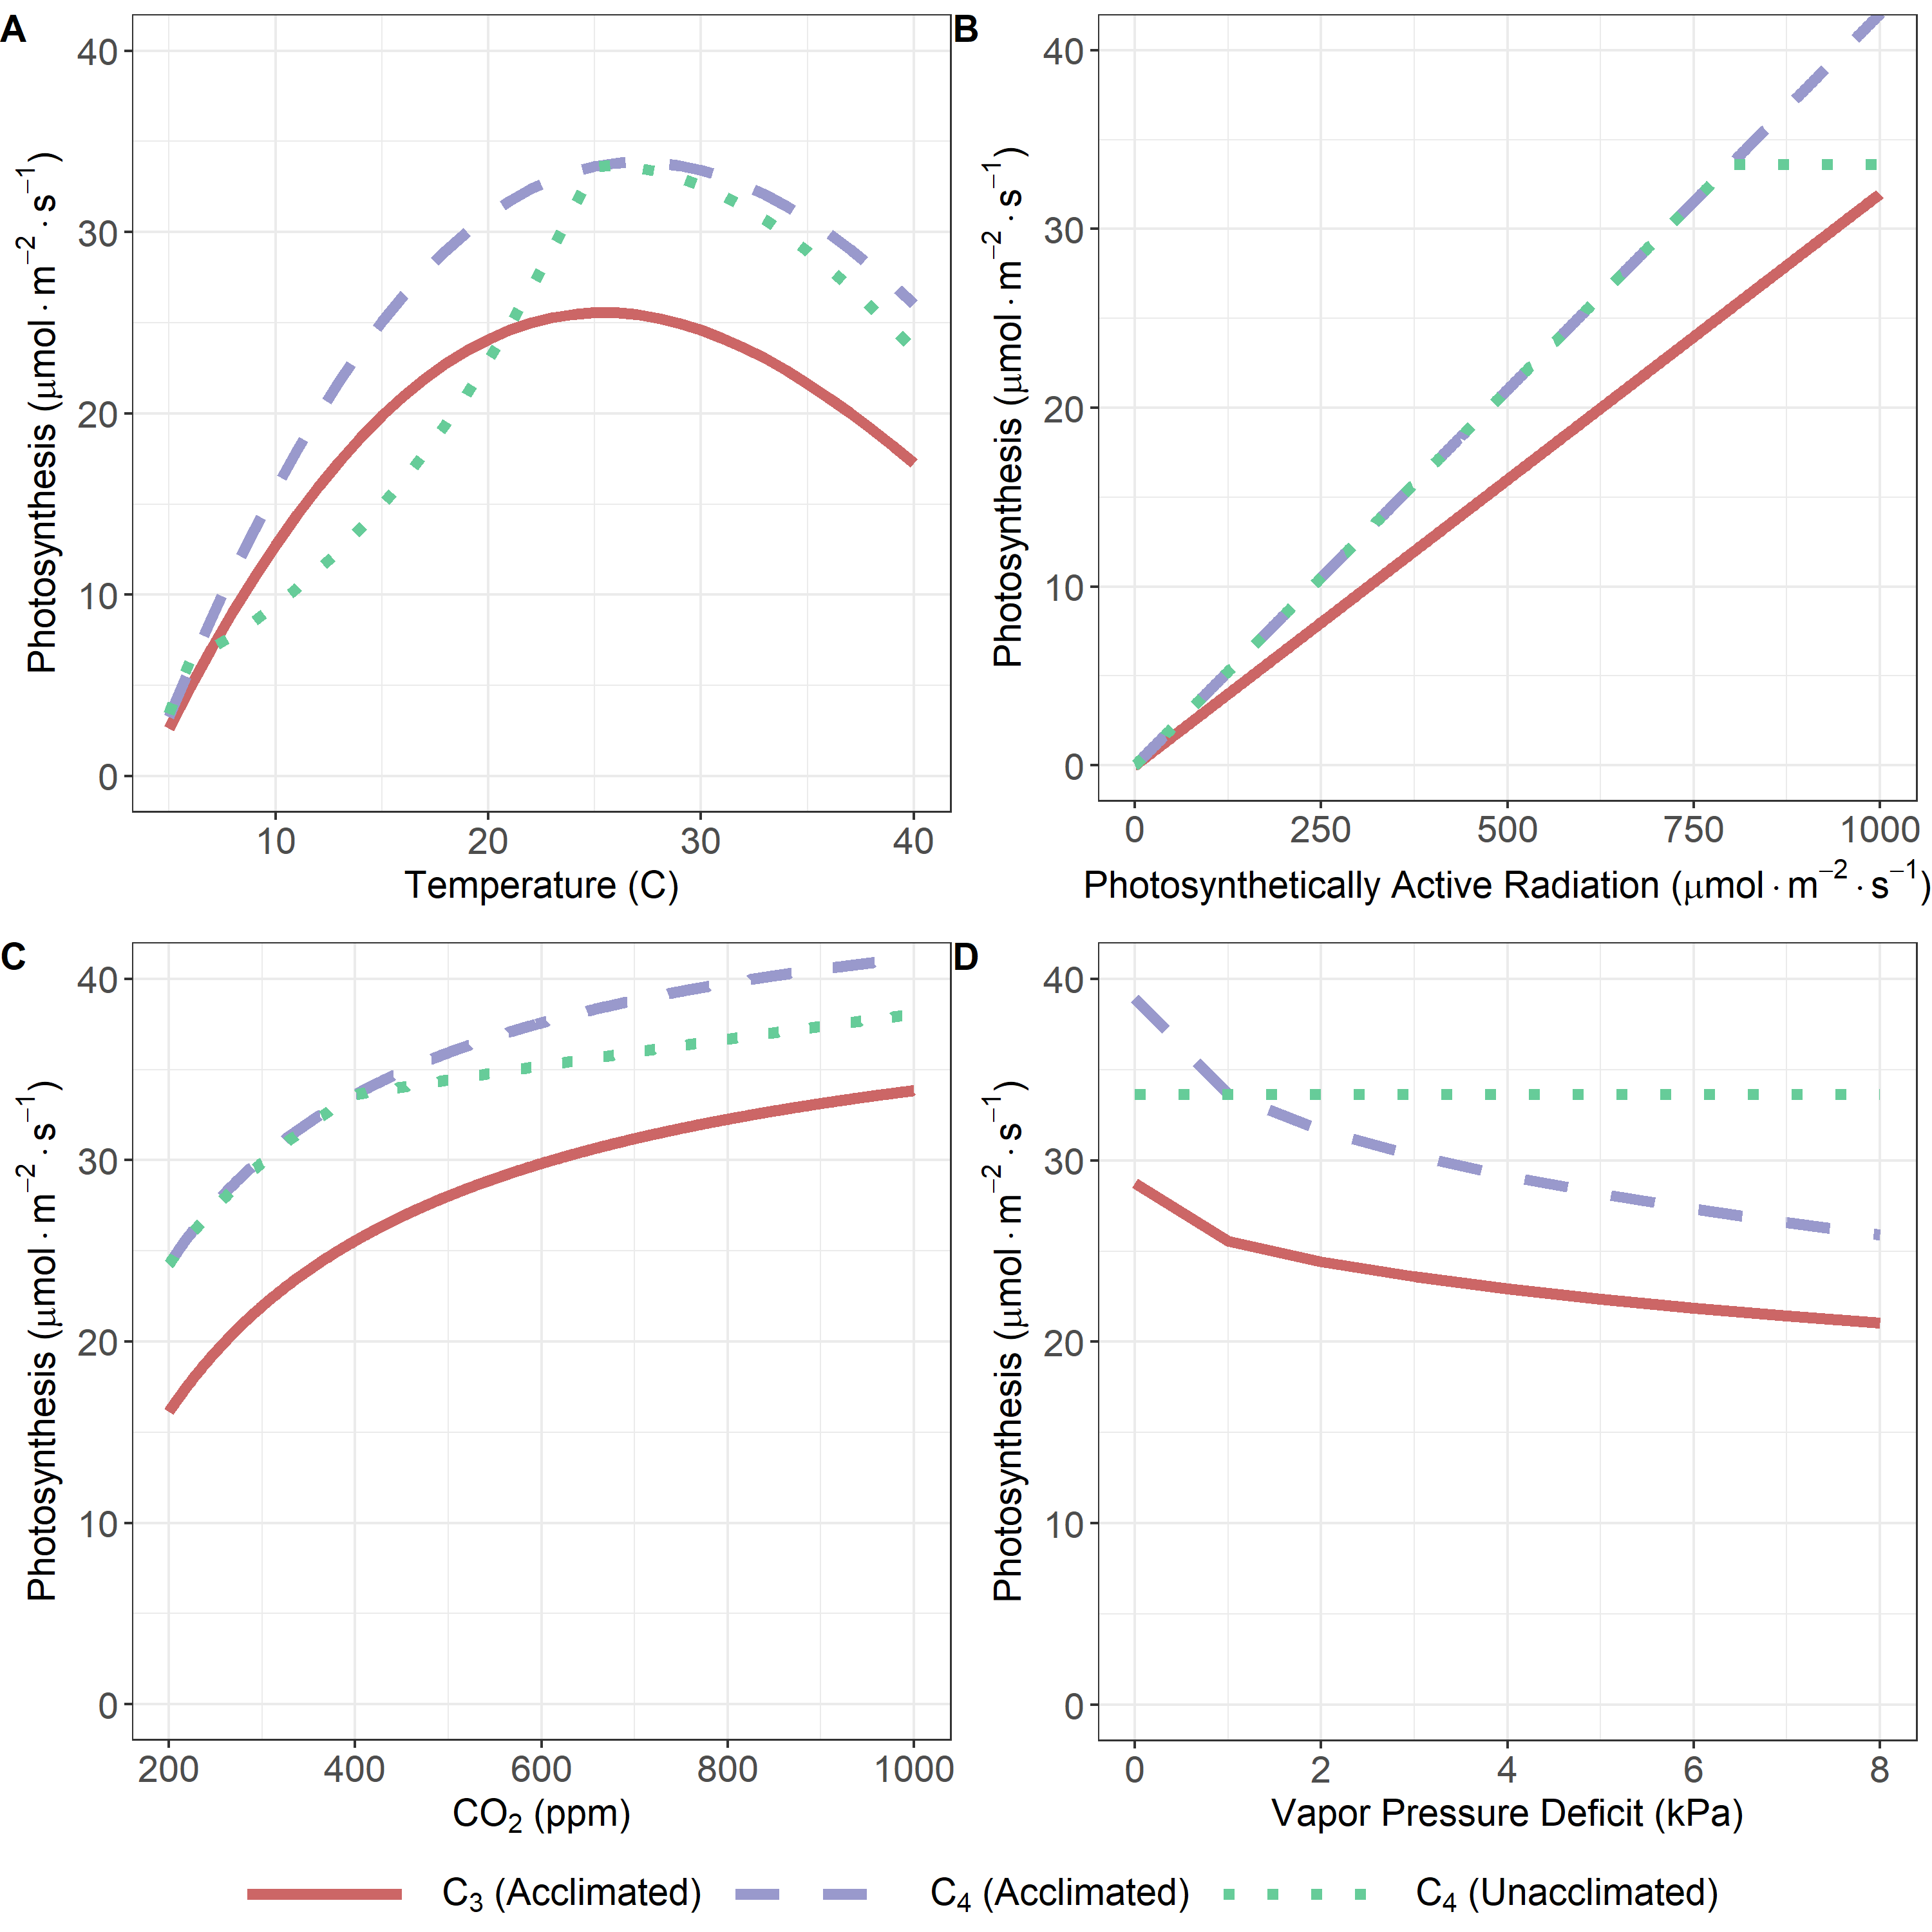 A
Photosynthesis (μmol · m⁻² · s⁻¹)
40
30
20
10
0
10 20 30 40
Temperature (C)
B
Photosynthesis (μmol · m⁻² · s⁻¹)
40
30
20
10
0
0 250 500 750 1000
Photosynthetically Active Radiation (μmol · m⁻² · s⁻¹)
C
Photosynthesis (μmol · m⁻² · s⁻¹)
40
30
20
10
0
200 400 600 800 1000
CO₂ (ppm)
D
Photosynthesis (μmol · m⁻² · s⁻¹)
40
30
20
10
0
0 2 4 6 8
Vapor Pressure Deficit (kPa)
C₃ (Acclimated) C₄ (Acclimated) C₄ (Unacclimated)